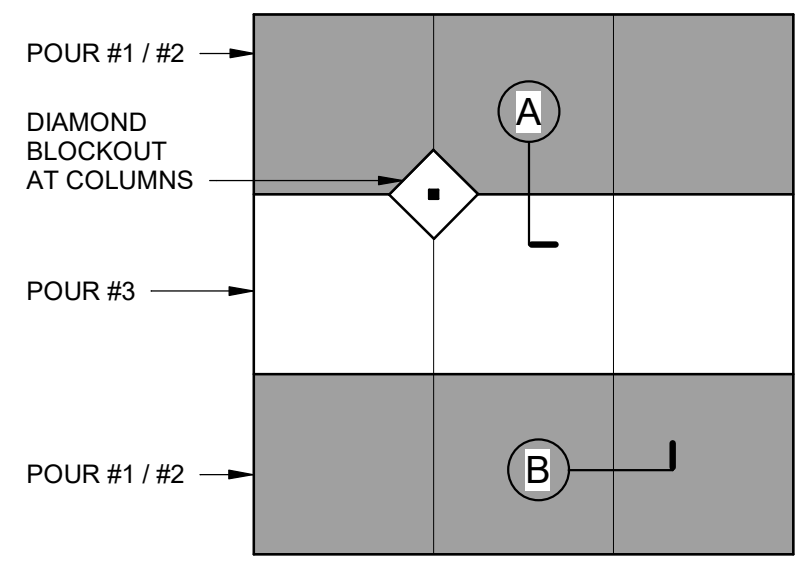 POUR #1 / #2
A
DIAMOND
BLOCKOUT
AT COLUMNS
POUR #3
POUR #1 / #2
B